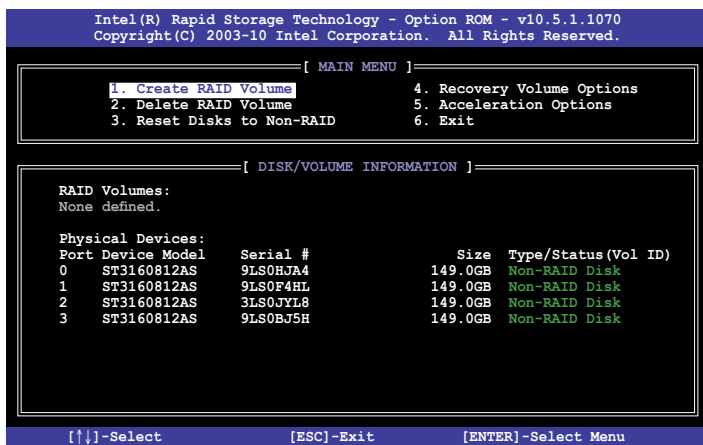 Intel(R) Rapid Storage Technology - Option ROM - v10.5.1.1070
Copyright(C) 2003-10 Intel Corporation. All Rights Reserved.
[ MAIN MENU ]
1. Create RAID Volume 4. Recovery Volume Options
2. Delete RAID Volume 5. Acceleration Options
3. Reset Disks to Non-RAID 6. Exit
[ DISK/VOLUME INFORMATION ]
RAID Volumes:
None defined.
Physical Devices:
Port Device Model Serial # Size Type/Status(Vol ID)
0 ST3160812AS 9LS0HJA4 149.0GB Non-RAID Disk
1 ST3160812AS 9LS0F4HL 149.0GB Non-RAID Disk
2 ST3160812AS 3LS0JYL8 149.0GB Non-RAID Disk
3 ST3160812AS 9LS0BJ5H 149.0GB Non-RAID Disk
[↑↓]-Select [ESC]-Exit [ENTER]-Select Menu